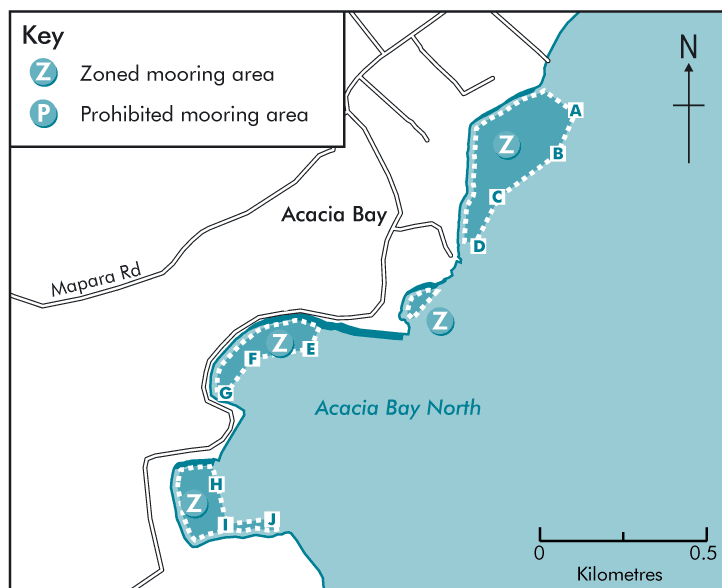 Key
Z Zoned mooring area
P Prohibited mooring area
N
A
Z
B
C
Acacia Bay
D
Mapara Rd
Z
Z
E
F
G
Acacia Bay North
H
Z
I
J
0
0.5
Kilometres